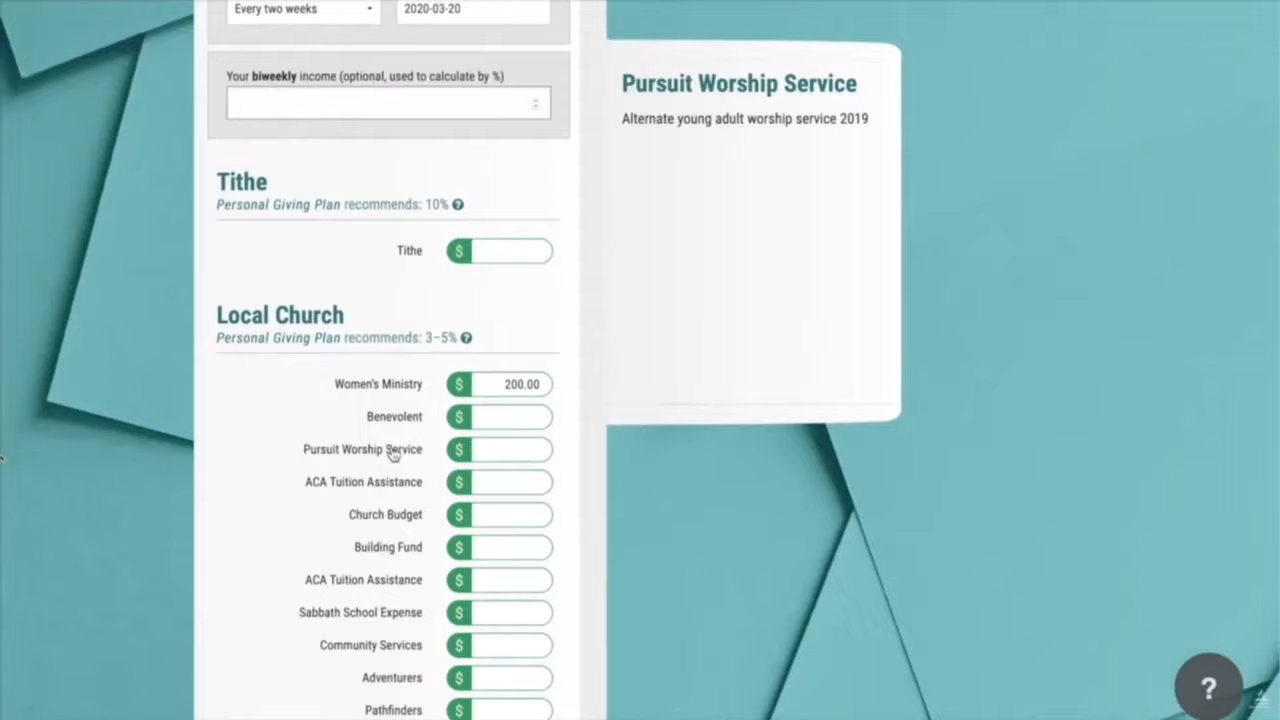 Every two weeks
2020-03-20
Your biweekly income (optional, used to calculate by %)
Pursuit Worship Service
Alternate young adult worship service 2019
Tithe
Personal Giving Plan recommends: 10% ?
Tithe $
Local Church
Personal Giving Plan recommends: 3–5% ?
Women's Ministry $ 200.00
Benevolent $
Pursuit Worship Service $
ACA Tuition Assistance $
Church Budget $
Building Fund $
ACA Tuition Assistance $
Sabbath School Expense $
Community Services $
Adventurers $
Pathfinders $
?